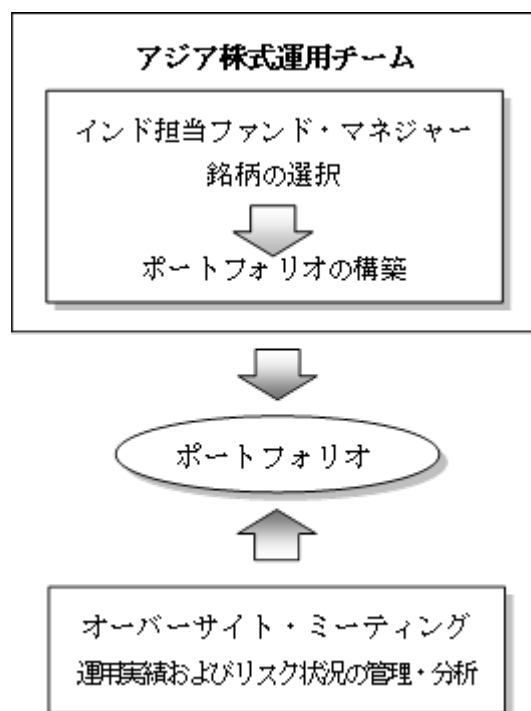 アジア株式運用チーム
インド担当ファンド・マネジャー
銘柄の選択
ポートフォリオの構築
ポートフォリオ
オーバーサイト・ミーティング
運用実績およびリスク状況の管理・分析